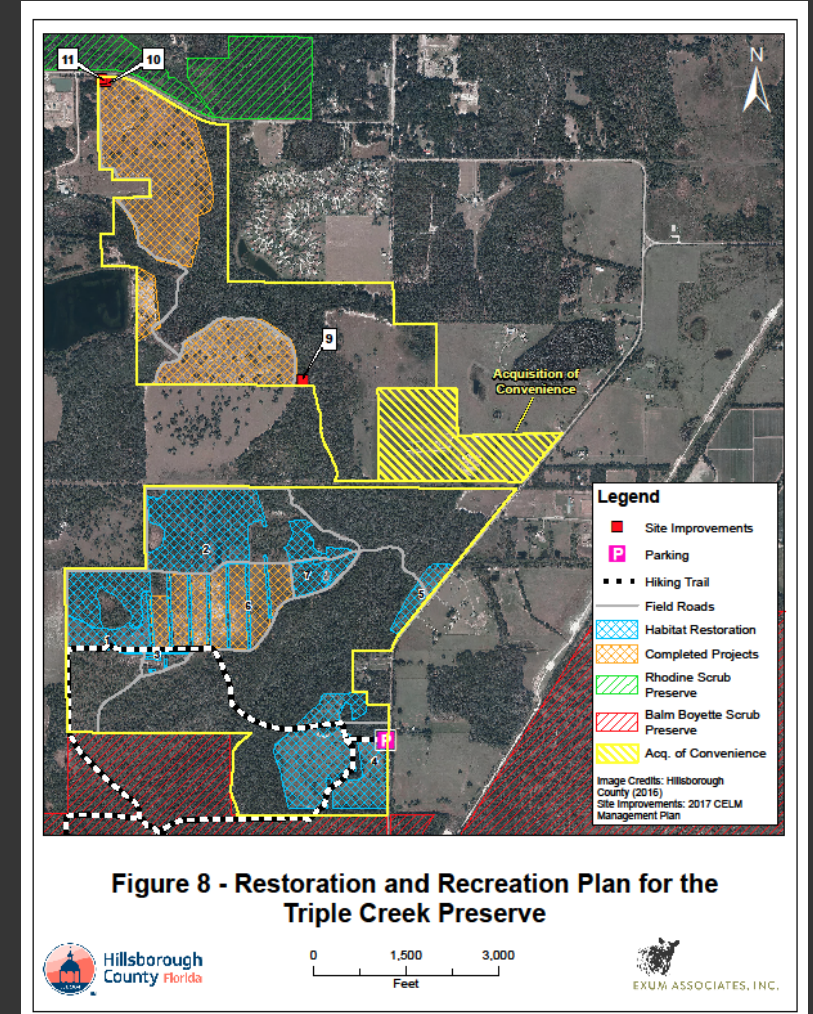 11
10
N
9
Acquisition of
Convenience
2
7
6
5
1
3
4
P
Legend
Site Improvements
P
Parking
Hiking Trail
Field Roads
Habitat Restoration
Completed Projects
Rhodine Scrub
Preserve
Balm Boyette Scrub
Preserve
Acq. of Convenience
Image Credits: Hillsborough
County (2016)
Site Improvements: 2017 CELM
Management Plan
Figure 8 - Restoration and Recreation Plan for the
Triple Creek Preserve
Hillsborough
County Florida
0
1,500
3,000
Feet
EXUM ASSOCIATES, INC.